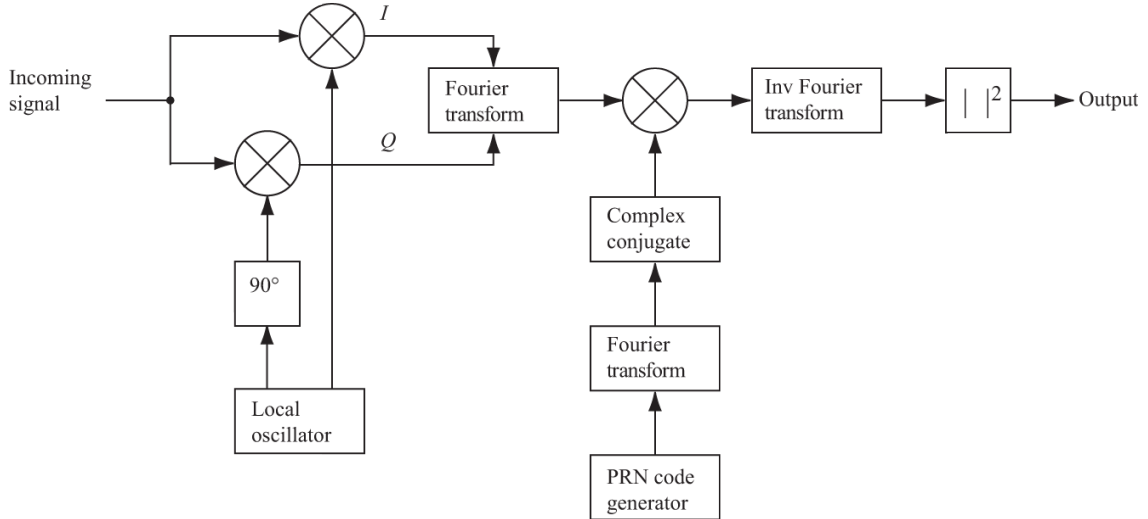 I
Incoming
signal
Fourier
transform
Inv Fourier
transform
| |²
Output
Q
Complex
conjugate
90°
Fourier
transform
Local
oscillator
PRN code
generator